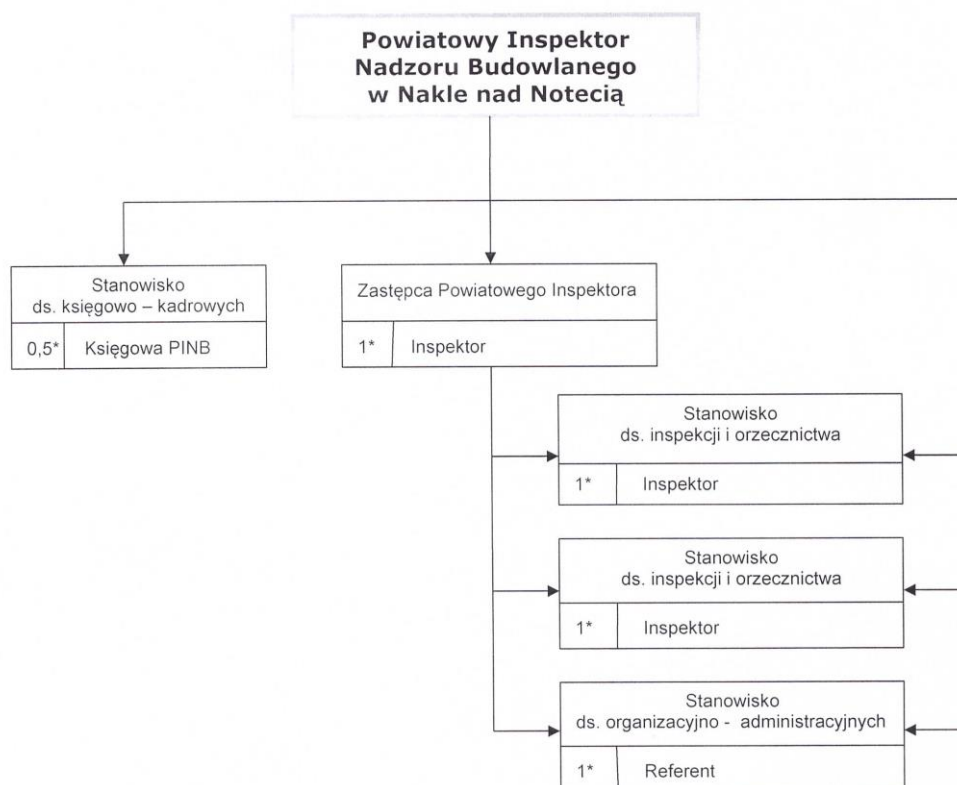 Powiatowy Inspektor
Nadzoru Budowlanego
w Nakle nad Notecią
Stanowisko
ds. księgowo – kadrowych
0,5* Księgowa PINB
Zastępca Powiatowego Inspektora
1* Inspektor
Stanowisko
ds. inspekcji i orzecznictwa
1* Inspektor
Stanowisko
ds. inspekcji i orzecznictwa
1* Inspektor
Stanowisko
ds. organizacyjno - administracyjnych
1* Referent